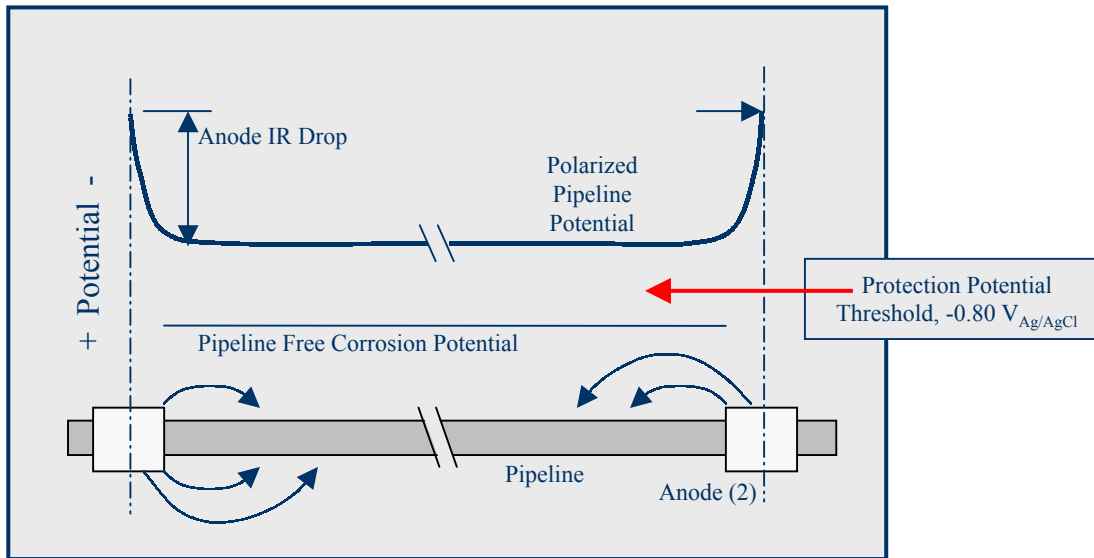 Anode IR Drop
Polarized
Pipeline
Potential
+ Potential -
Protection Potential
Threshold, -0.80 V_Ag/AgCl
Pipeline Free Corrosion Potential
Pipeline
Anode (2)